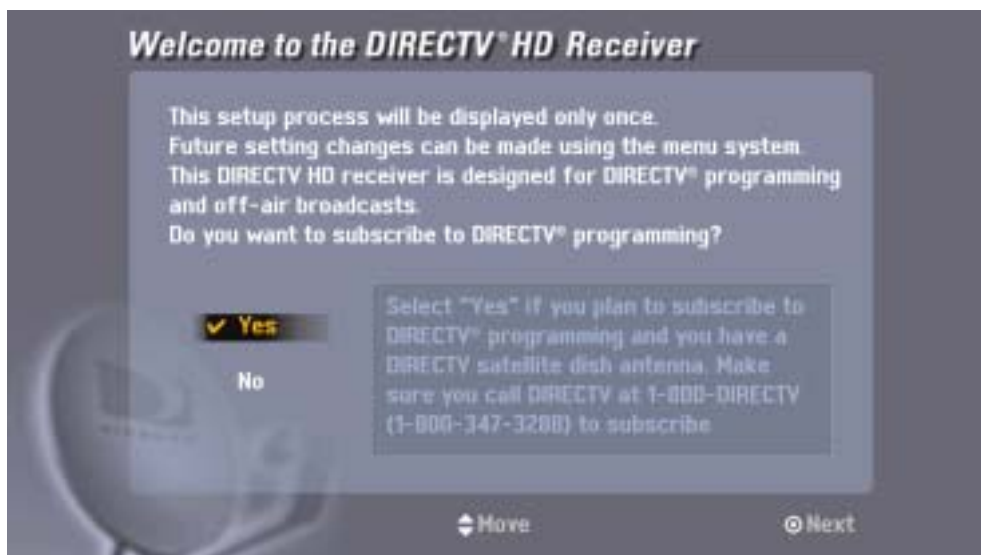 Welcome to the DIRECTV® HD Receiver
This setup process will be displayed only once.
Future setting changes can be made using the menu system.
This DIRECTV HD receiver is designed for DIRECTV® programming
and off-air broadcasts.
Do you want to subscribe to DIRECTV® programming?
✔ Yes
No
Select "Yes" if you plan to subscribe to
DIRECTV® programming and you have a
DIRECTV satellite dish antenna. Make
sure you call DIRECTV at 1-800-DIRECTV
(1-800-347-3288) to subscribe
Move
Next